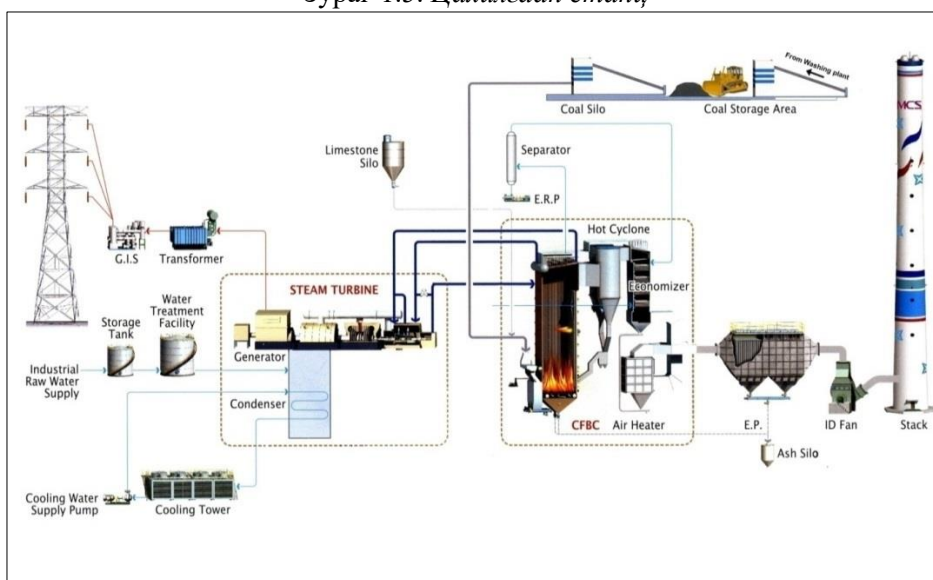 From Washing plant
Coal Silo
Coal Storage Area
MCS
Limestone
Silo
Separator
E.R.P
Hot Cyclone
G.I.S
Transformer
STEAM TURBINE
Economizer
Water
Treatment
Facility
Storage
Tank
Generator
Industrial
Raw Water
Supply
Condenser
CFBC
Air Heater
E.P.
ID Fan
Stack
Ash Silo
Cooling Water
Supply Pump
Cooling Tower